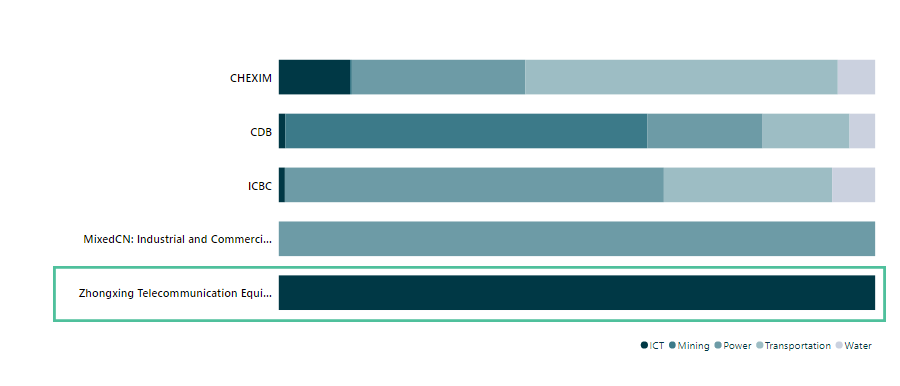 CHEXIM
CDB
ICBC
MixedCN: Industrial and Commerci...
Zhongxing Telecommunication Equi...
ICT Mining Power Transportation Water